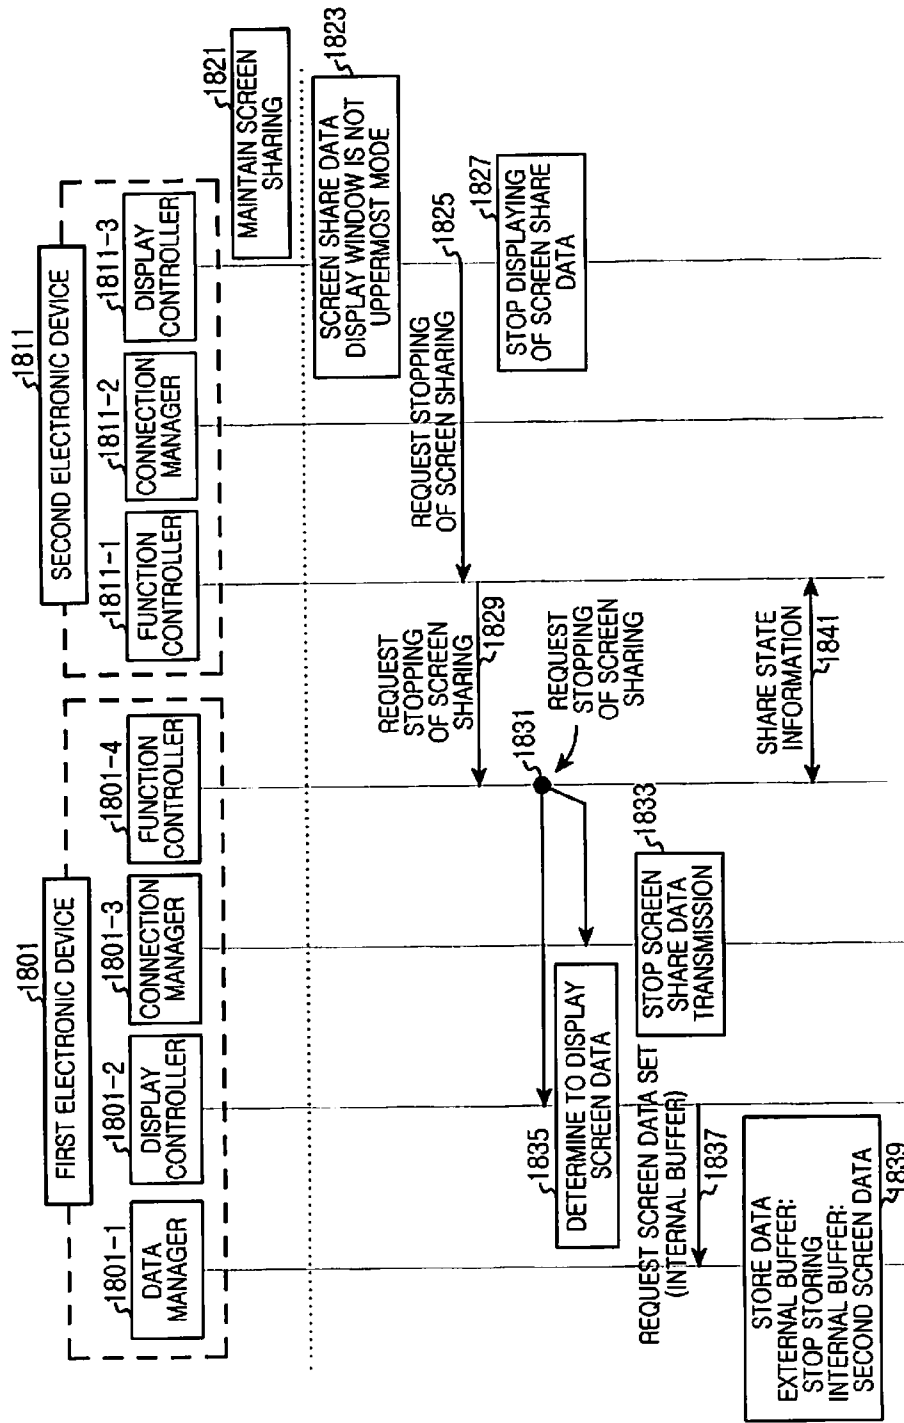 1801
FIRST ELECTRONIC DEVICE
1801-1
DATA
MANAGER
1801-2
DISPLAY
CONTROLLER
1801-3
CONNECTION
MANAGER
1801-4
FUNCTION
CONTROLLER
1811
SECOND ELECTRONIC DEVICE
1811-1
FUNCTION
CONTROLLER
1811-2
CONNECTION
MANAGER
1811-3
DISPLAY
CONTROLLER
1821
MAINTAIN SCREEN
SHARING
1823
SCREEN SHARE DATA
DISPLAY WINDOW IS NOT
UPPERMOST MODE
REQUEST STOPPING
OF SCREEN SHARING
1825
1827
STOP DISPLAYING
OF SCREEN SHARE
DATA
REQUEST
STOPPING
OF SCREEN
SHARING
1829
1831
REQUEST
STOPPING
OF SCREEN
SHARING
1833
STOP SCREEN
SHARE DATA
TRANSMISSION
1835
DETERMINE TO DISPLAY
SCREEN DATA
REQUEST SCREEN DATA SET
(INTERNAL BUFFER)
1837
STORE DATA
EXTERNAL BUFFER:
STOP STORING
INTERNAL BUFFER:
SECOND SCREEN DATA
1839
SHARE STATE
INFORMATION
1841